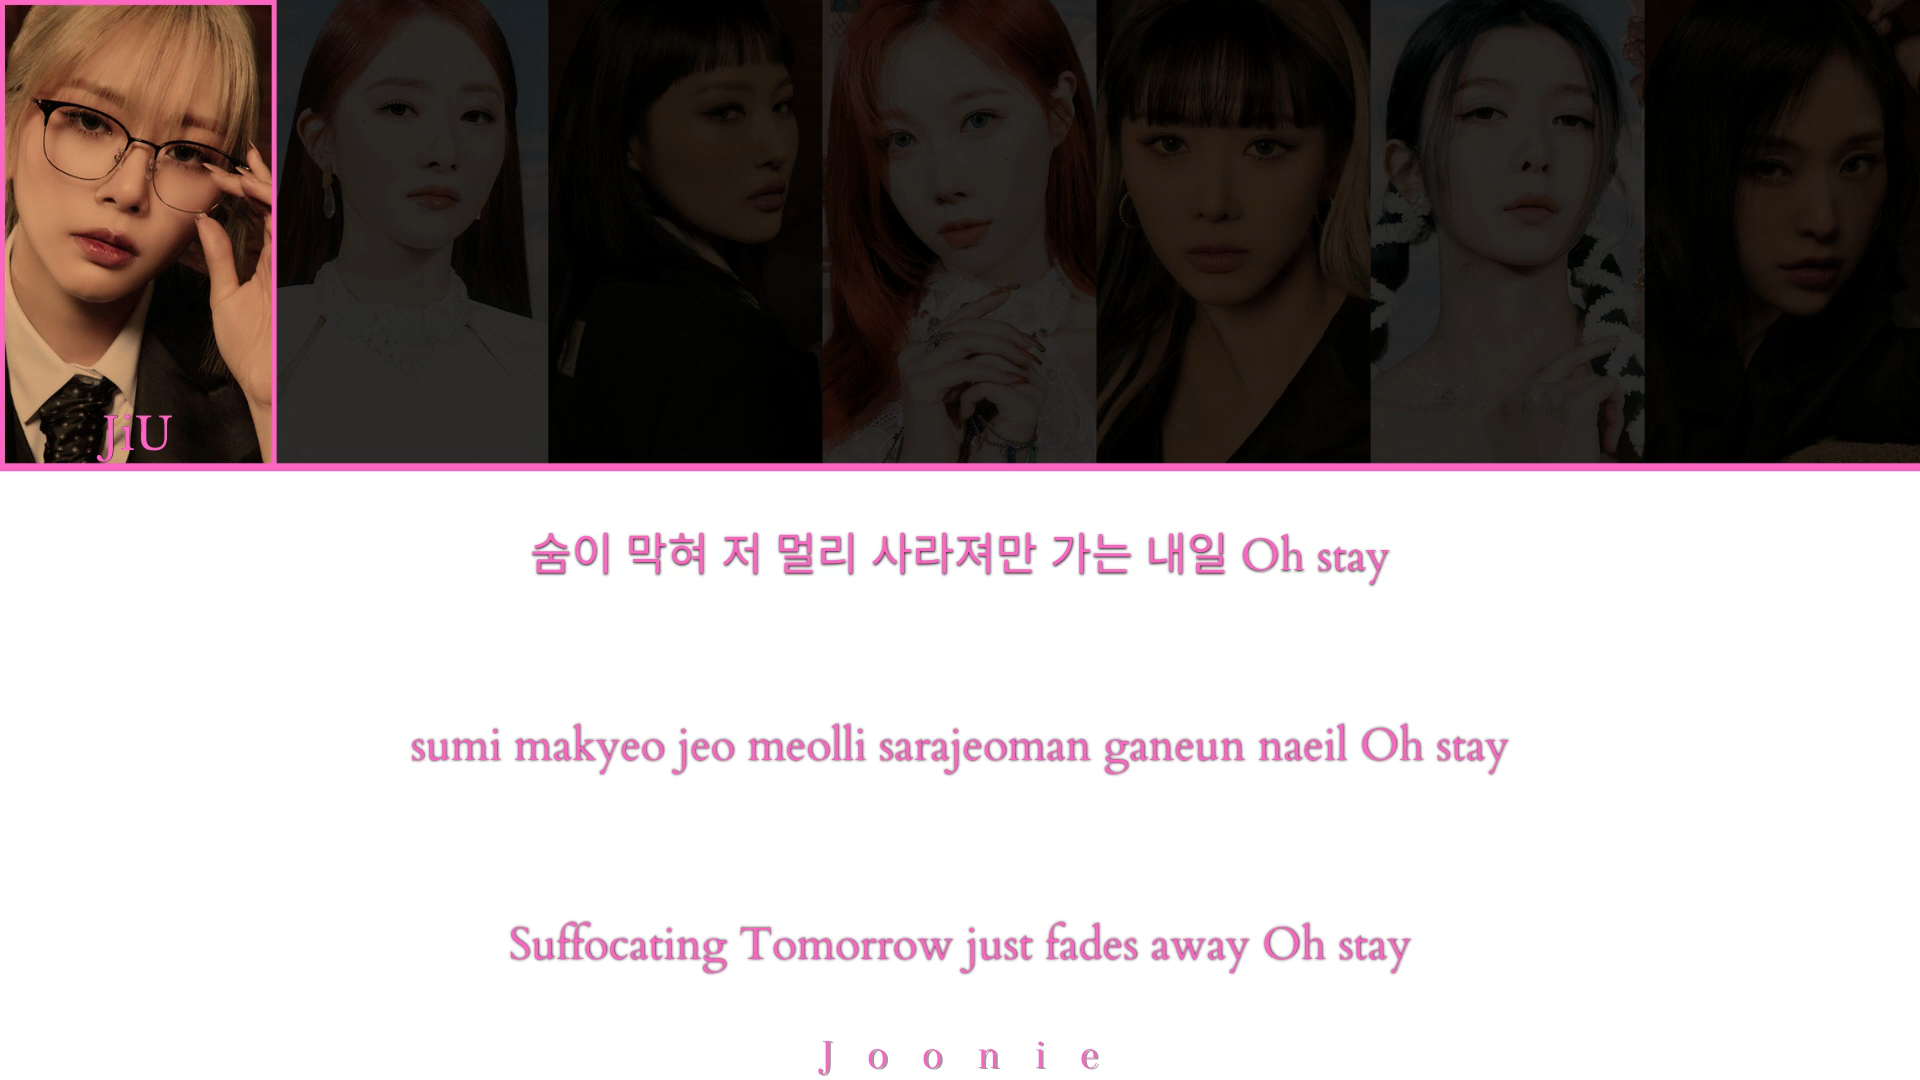 JiU
숨이 막혀 저 멀리 사라져만 가는 내일 Oh stay
sumi makyeo jeo meolli sarajeoman ganeun naeil Oh stay
Suffocating Tomorrow just fades away Oh stay
J o o n i e